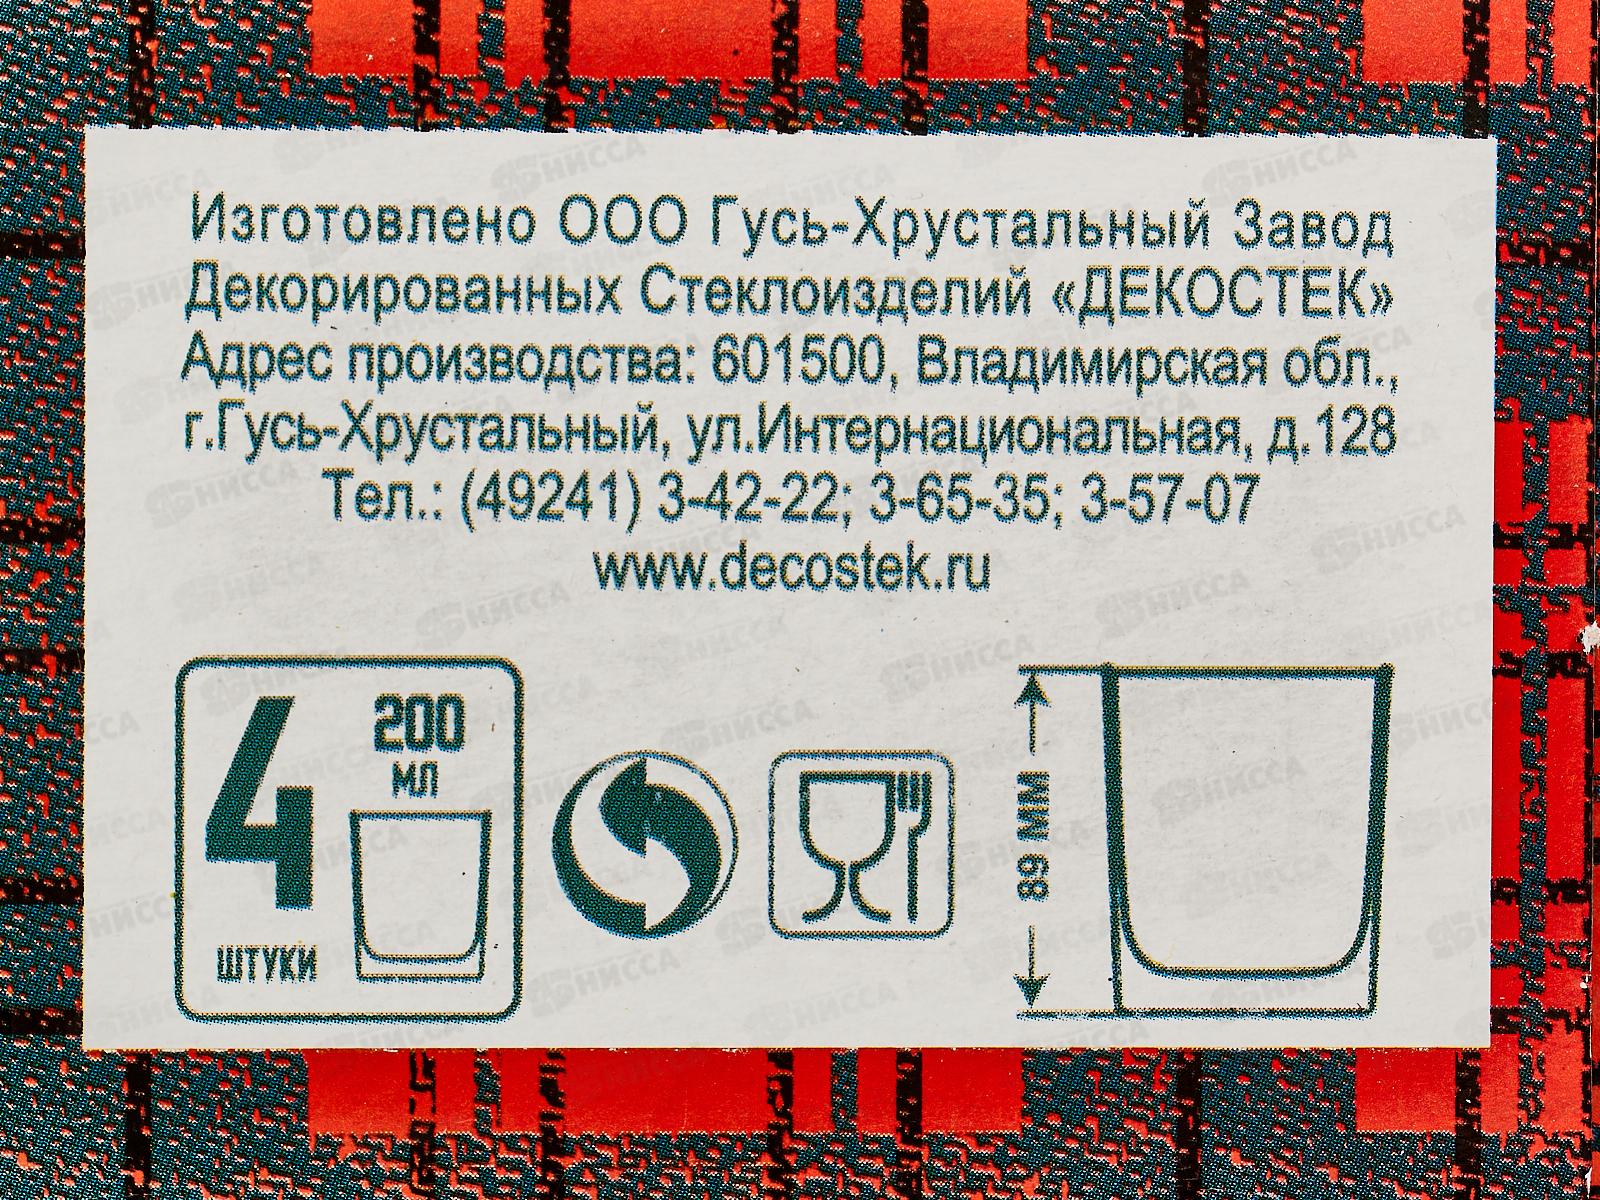 Изготовлено ООО Гусь-Хрустальный Завод
Декорированных Стеклоизделий «ДЕКОСТЕК»
Адрес производства: 601500, Владимирская обл.,
г.Гусь-Хрустальный, ул.Интернациональная, д.128
Тел.: (49241) 3-42-22; 3-65-35; 3-57-07
www.decostek.ru
4
200
МЛ
ШТУКИ
89 ММ
НИССА